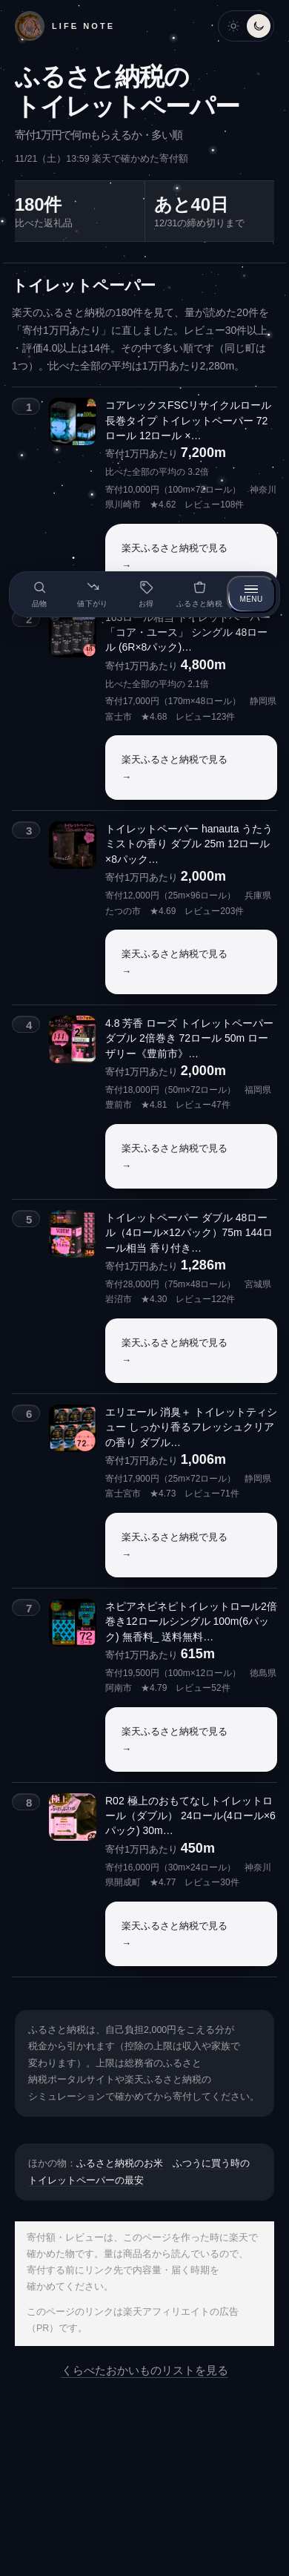 LIFE NOTE
ふるさと納税の
トイレットペーパー
寄付1万円で何mもらえるか・多い順
11/21（土）13:59 楽天で確かめた寄付額
180件
比べた返礼品
あと40日
12/31の締め切りまで
トイレットペーパー
楽天のふるさと納税の180件を見て、量が読めた20件を
「寄付1万円あたり」に直しました。レビュー30件以上
・評価4.0以上は14件。その中で多い順です（同じ町は
1つ）。比べた全部の平均は1万円あたり2,280m。
1
コアレックスFSCリサイクルロール
長巻タイプ トイレットペーパー 72
ロール 12ロール ×…
寄付1万円あたり 7,200m
比べた全部の平均の 3.2倍
寄付10,000円（100m×72ロール） 神奈川
県川崎市 ★4.62 レビュー108件
楽天ふるさと納税で見る
→
品物
値下がり
お得
ふるさと納税
MENU
2
163ロール相当 トイレットペーパー
「コア・ユース」 シングル 48ロー
ル (6R×8パック)…
寄付1万円あたり 4,800m
比べた全部の平均の 2.1倍
寄付17,000円（170m×48ロール） 静岡県
富士市 ★4.68 レビュー123件
楽天ふるさと納税で見る
→
3
トイレットペーパー hanauta うたう
ミストの香り ダブル 25m 12ロール
×8パック…
寄付1万円あたり 2,000m
寄付12,000円（25m×96ロール） 兵庫県
たつの市 ★4.69 レビュー203件
楽天ふるさと納税で見る
→
4
4.8 芳香 ローズ トイレットペーパー
ダブル 2倍巻き 72ロール 50m ロー
ザリー《豊前市》…
寄付1万円あたり 2,000m
寄付18,000円（50m×72ロール） 福岡県
豊前市 ★4.81 レビュー47件
楽天ふるさと納税で見る
→
5
トイレットペーパー ダブル 48ロー
ル（4ロール×12パック）75m 144ロ
ール相当 香り付き…
寄付1万円あたり 1,286m
寄付28,000円（75m×48ロール） 宮城県
岩沼市 ★4.30 レビュー122件
楽天ふるさと納税で見る
→
6
エリエール 消臭＋ トイレットティシ
ュー しっかり香るフレッシュクリア
の香り ダブル…
寄付1万円あたり 1,006m
寄付17,900円（25m×72ロール） 静岡県
富士宮市 ★4.73 レビュー71件
楽天ふるさと納税で見る
→
7
ネピアネピネピトイレットロール2倍
巻き12ロールシングル 100m(6パッ
ク) 無香料_ 送料無料…
寄付1万円あたり 615m
寄付19,500円（100m×12ロール） 徳島県
阿南市 ★4.79 レビュー52件
楽天ふるさと納税で見る
→
8
R02 極上のおもてなしトイレットロ
ール（ダブル） 24ロール(4ロール×6
パック) 30m…
寄付1万円あたり 450m
寄付16,000円（30m×24ロール） 神奈川
県開成町 ★4.77 レビュー30件
楽天ふるさと納税で見る
→
ふるさと納税は、自己負担2,000円をこえる分が
税金から引かれます（控除の上限は収入や家族で
変わります）。上限は総務省のふるさと
納税ポータルサイトや楽天ふるさと納税の
シミュレーションで確かめてから寄付してください。
ほかの物：ふるさと納税のお米 ふつうに買う時の
トイレットペーパーの最安
寄付額・レビューは、このページを作った時に楽天で
確かめた物です。量は商品名から読んでいるので、
寄付する前にリンク先で内容量・届く時期を
確かめてください。
このページのリンクは楽天アフィリエイトの広告
（PR）です。
くらべたおかいものリストを見る